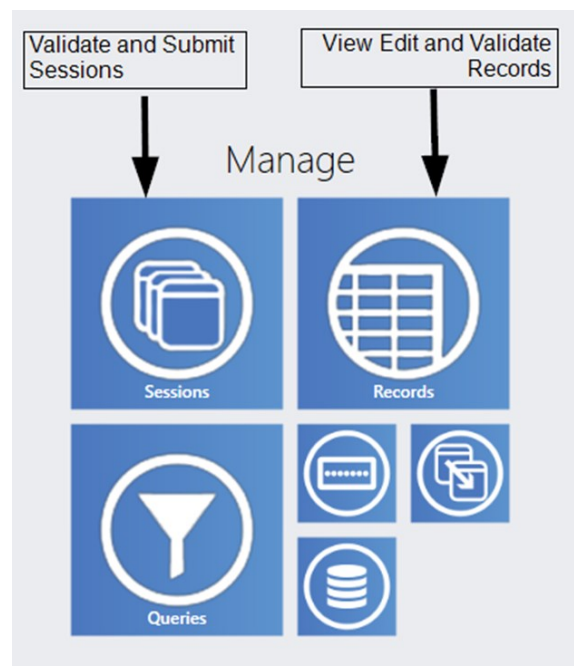 Validate and Submit
Sessions
View Edit and Validate
Records
Manage
Sessions
Records
Queries